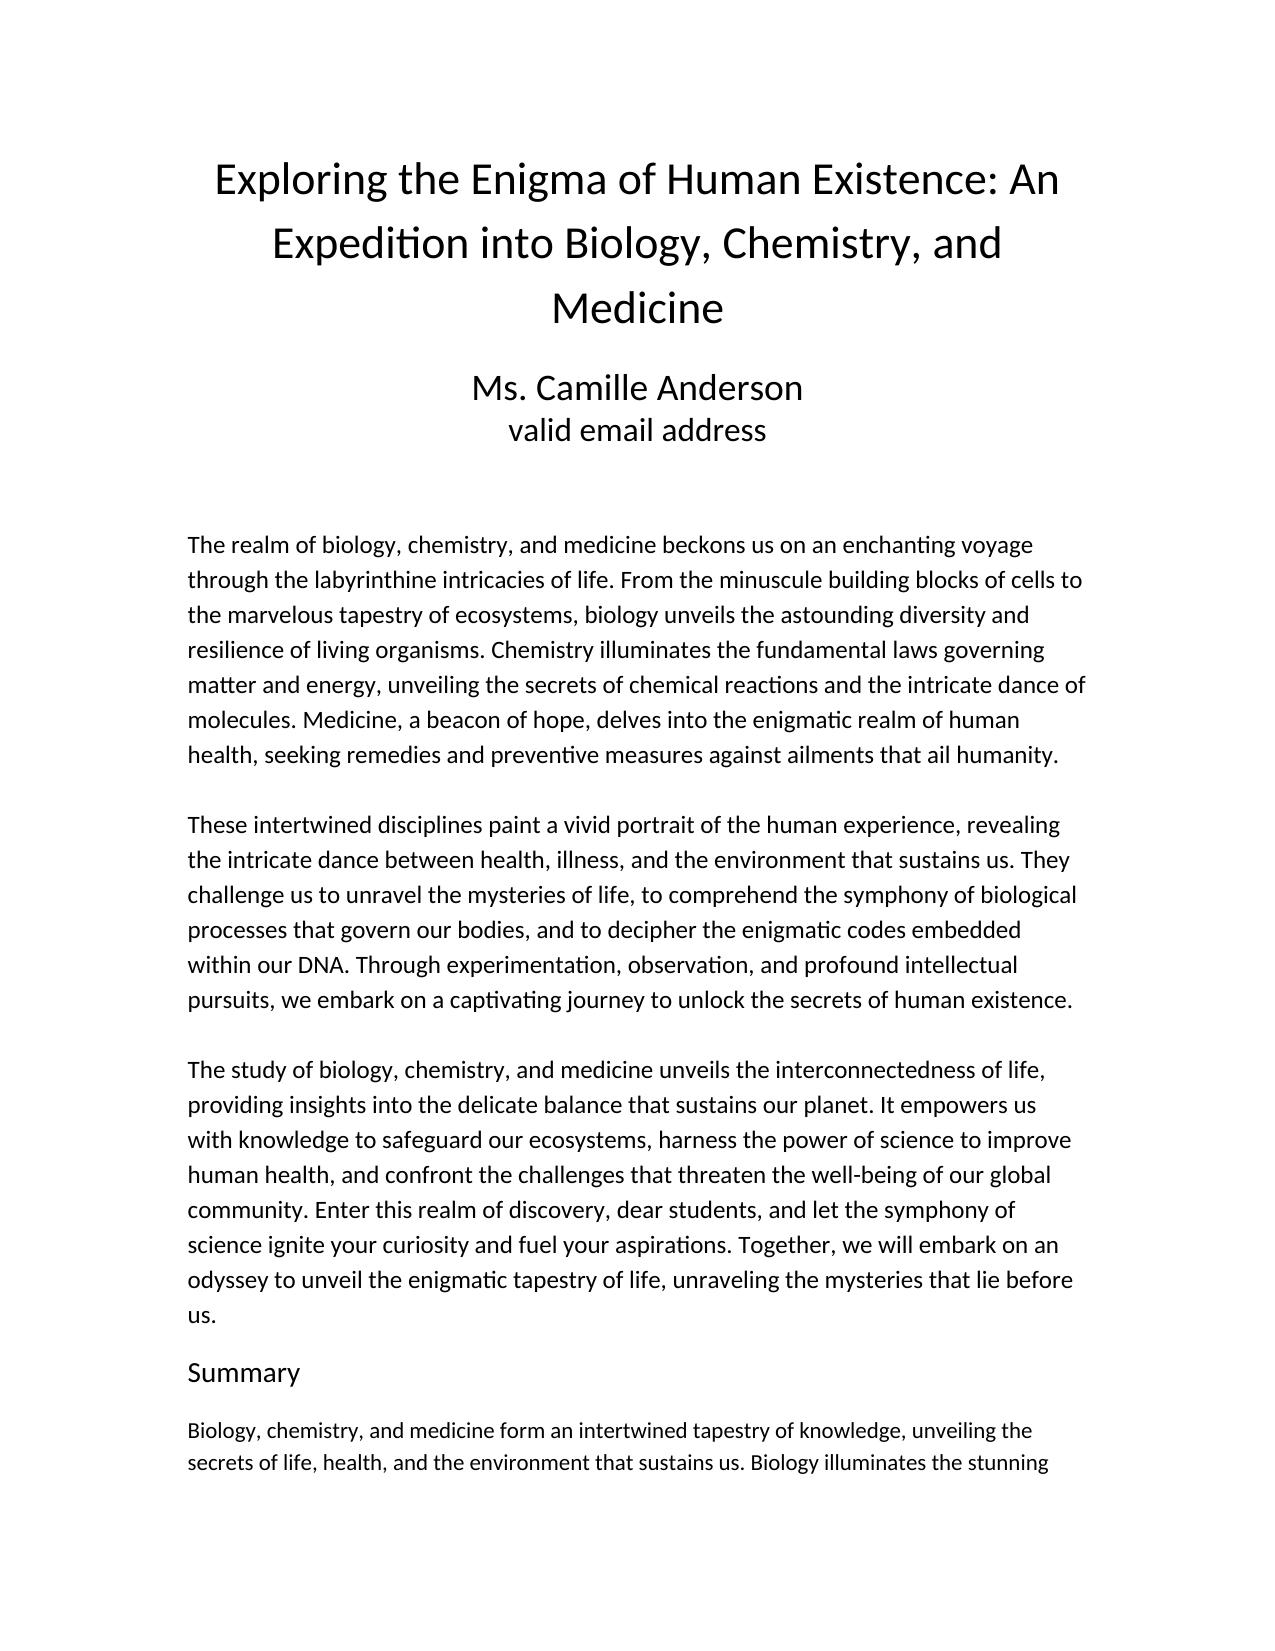 Exploring the Enigma of Human Existence: An
Expedition into Biology, Chemistry, and
Medicine
Ms. Camille Anderson
valid email address
The realm of biology, chemistry, and medicine beckons us on an enchanting voyage
through the labyrinthine intricacies of life. From the minuscule building blocks of cells to
the marvelous tapestry of ecosystems, biology unveils the astounding diversity and
resilience of living organisms. Chemistry illuminates the fundamental laws governing
matter and energy, unveiling the secrets of chemical reactions and the intricate dance of
molecules. Medicine, a beacon of hope, delves into the enigmatic realm of human
health, seeking remedies and preventive measures against ailments that ail humanity.
These intertwined disciplines paint a vivid portrait of the human experience, revealing
the intricate dance between health, illness, and the environment that sustains us. They
challenge us to unravel the mysteries of life, to comprehend the symphony of biological
processes that govern our bodies, and to decipher the enigmatic codes embedded
within our DNA. Through experimentation, observation, and profound intellectual
pursuits, we embark on a captivating journey to unlock the secrets of human existence.
The study of biology, chemistry, and medicine unveils the interconnectedness of life,
providing insights into the delicate balance that sustains our planet. It empowers us
with knowledge to safeguard our ecosystems, harness the power of science to improve
human health, and confront the challenges that threaten the well-being of our global
community. Enter this realm of discovery, dear students, and let the symphony of
science ignite your curiosity and fuel your aspirations. Together, we will embark on an
odyssey to unveil the enigmatic tapestry of life, unraveling the mysteries that lie before
us.
Summary
Biology, chemistry, and medicine form an intertwined tapestry of knowledge, unveiling the
secrets of life, health, and the environment that sustains us. Biology illuminates the stunning